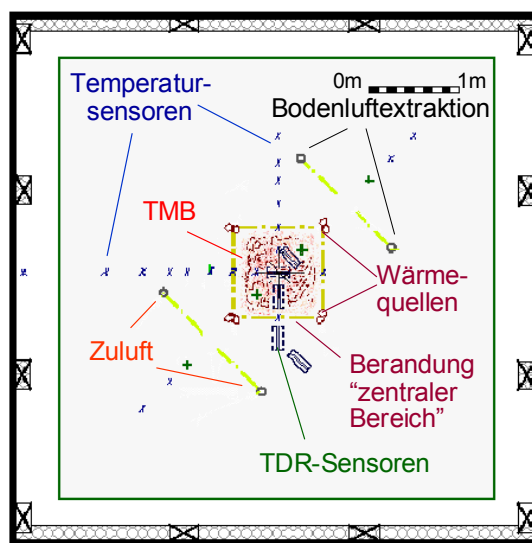 Temperatur-
sensoren
0m 1m
Bodenluftextraktion
TMB
Wärme-
quellen
Zuluft
Berandung
“zentraler
Bereich”
TDR-Sensoren